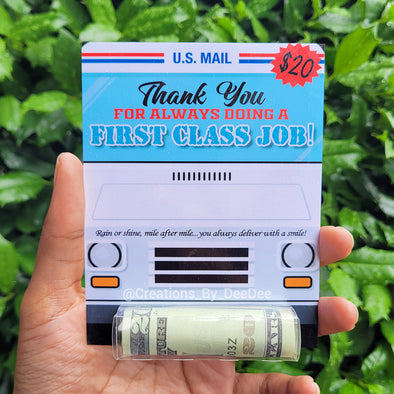 U.S. MAIL
$20
Thank You
FOR ALWAYS DOING A
FIRST CLASS JOB!
Rain or shine, mile after mile...you always deliver with a smile!
@Creations_By_DeeDee
20